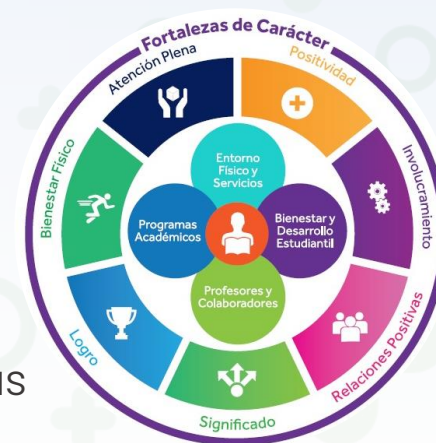 Fortalezas de Carácter
Atención Plena
Positividad
Involucramiento
Relaciones Positivas
Significado
Logro
Bienestar Físico
Entorno
Físico y
Servicios
Programas
Académicos
Bienestar y
Desarrollo
Estudiantil
Profesores y
Colaboradores